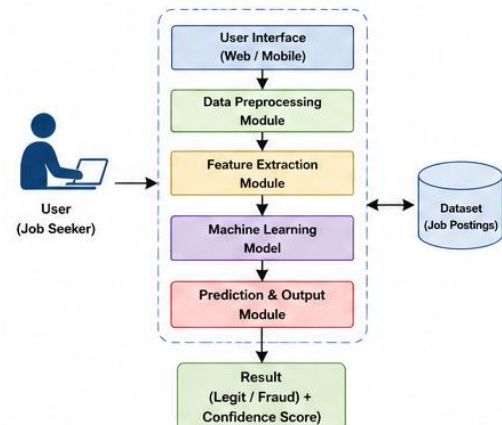 User Interface
(Web / Mobile)
Data Preprocessing
Module
Feature Extraction
Module
User
(Job Seeker)
Machine Learning
Model
Dataset
(Job Postings)
Prediction & Output
Module
Result
(Legit / Fraud) +
Confidence Score)